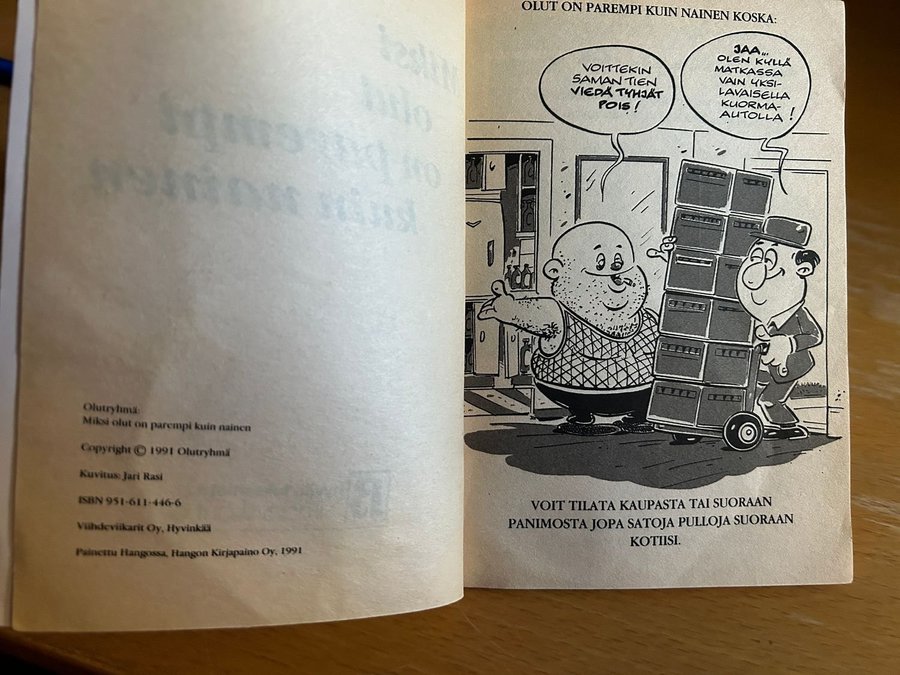 Olutryhmä:
Miksi olut on parempi kuin nainen
Copyright © 1991 Olutryhmä
Kuvitus: Jari Rasi
ISBN 951-611-446-6
Viihdeviikarit Oy, Hyvinkää
Painettu Hangossa, Hangon Kirjapaino Oy, 1991
OLUT ON PAREMPI KUIN NAINEN KOSKA:
VOITTEKIN
SAMAN TIEN
VIEDÄ TYHJÄT
POIS!
JAA...
OLEN KYLLÄ
MATKASSA
VAIN YKSI-
LAVAISELLA
KUORMA-
AUTOLLA!
VOIT TILATA KAUPASTA TAI SUORAAN
PANIMOSTA JOPA SATOJA PULLOJA SUORAAN
KOTIISI.